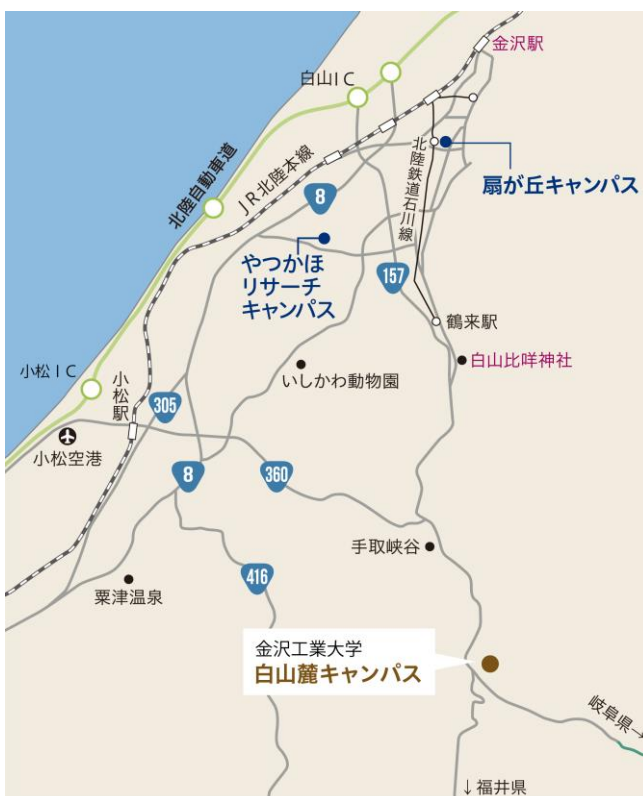 金沢駅
白山IC
北陸自動車道
JR北陸本線
北陸鉄道石川線
扇が丘キャンパス
8
やつかほ
リサーチ
キャンパス
157
鶴来駅
白山比咩神社
いしかわ動物園
小松IC
小松駅
305
小松空港
8
360
手取峡谷
416
粟津温泉
金沢工業大学
白山麓キャンパス
岐阜県→
↓福井県